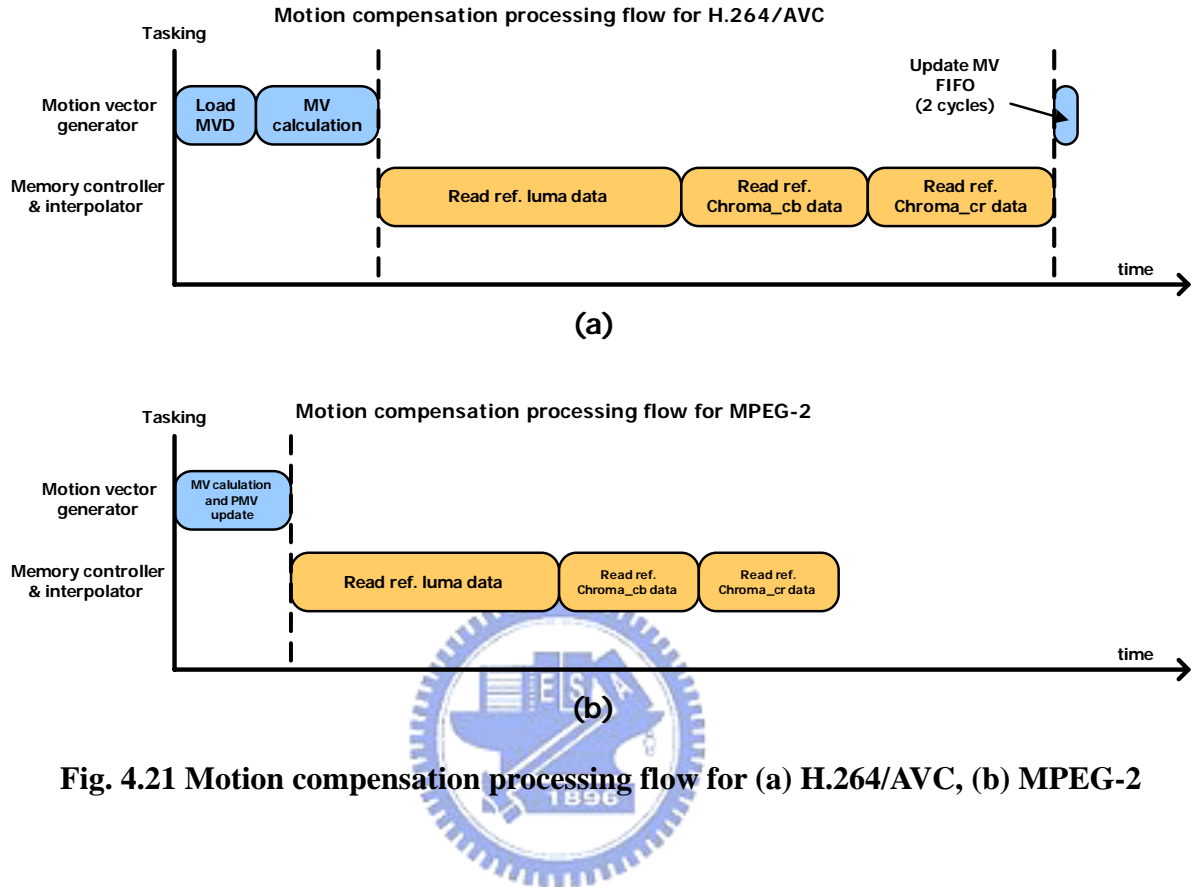 Motion compensation processing flow for H.264/AVC
Tasking
Motion vector
generator
Load
MVD
MV
calculation
Update MV
FIFO
(2 cycles)
Memory controller
& interpolator
Read ref. luma data
Read ref.
Chroma_cb data
Read ref.
Chroma_cr data
time
(a)
Motion compensation processing flow for MPEG-2
Tasking
Motion vector
generator
MV calulation
and PMV
update
Memory controller
& interpolator
Read ref. luma data
Read ref.
Chroma_cb data
Read ref.
Chroma_cr data
time
E S A
(b)
Fig. 4.21 Motion compensation processing flow for (a) H.264/AVC, (b) MPEG-2
1896